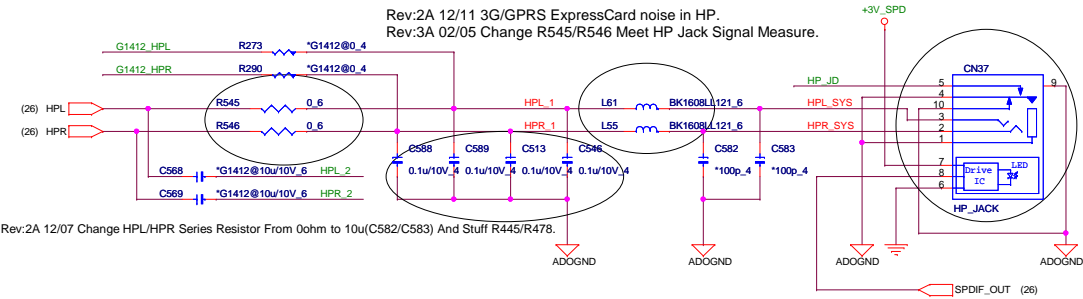 Rev:2A 12/11 3G/GPRS ExpressCard noise in HP.
Rev:3A 02/05 Change R545/R546 Meet HP Jack Signal Measure.
+3V_SPD
G1412_HPL
R273
*G1412@0_4
G1412_HPR
R290
*G1412@0_4
CN37
HP_JD
5
9
4
(26) HPL
R545
0_6
HPL_1
L61
BK1608LL121_6
HPL_SYS
10
3
(26) HPR
R546
0_6
HPR_1
L55
BK1608LL121_6
HPR_SYS
2
1
C588
C589
C513
C546
C582
C583
0.1u/10V_4
0.1u/10V_4
0.1u/10V_4
0.1u/10V_4
*100p_4
*100p_4
C568
*G1412@10u/10V_6
HPL_2
C569
*G1412@10u/10V_6
HPR_2
7
8
6
Drive
IC
LED
HP_JACK
Rev:2A 12/07 Change HPL/HPR Series Resistor From 0ohm to 10u(C582/C583) And Stuff R445/R478.
ADOGND
ADOGND
ADOGND
ADOGND
SPDIF_OUT (26)